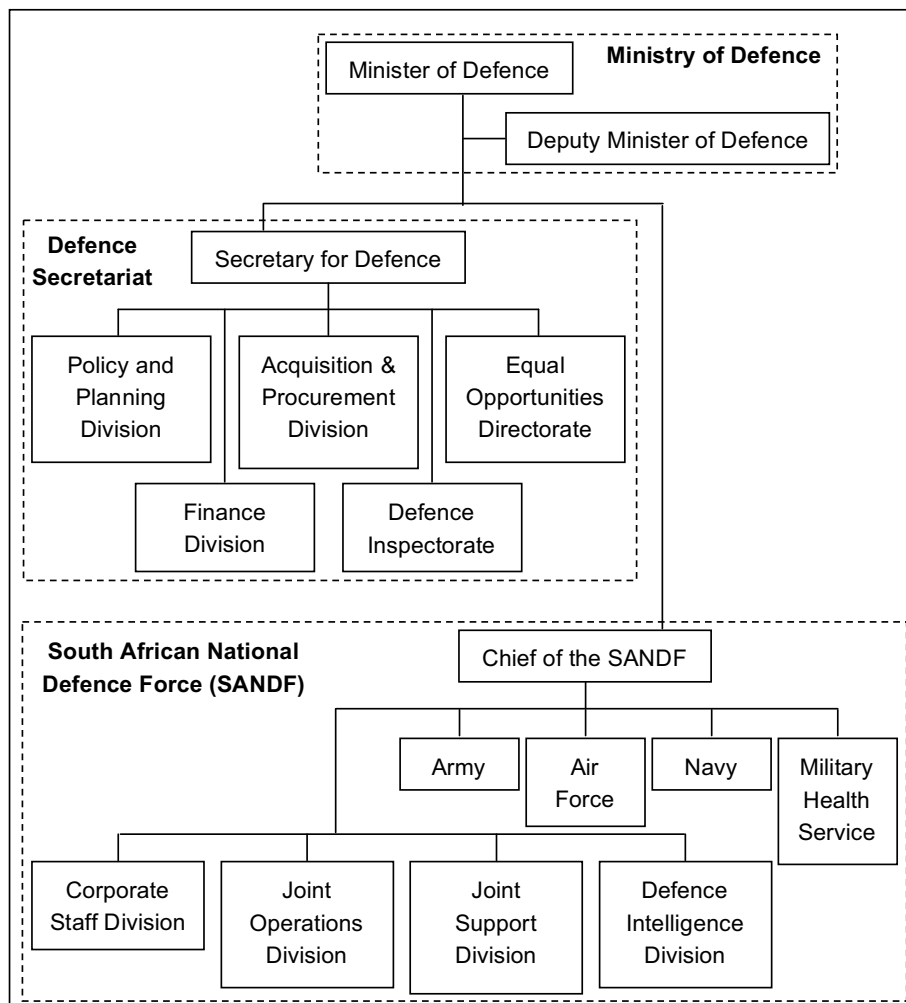 Ministry of Defence
Minister of Defence
Deputy Minister of Defence
Defence
Secretariat
Secretary for Defence
Policy and
Planning
Division
Acquisition &
Procurement
Division
Equal
Opportunities
Directorate
Finance
Division
Defence
Inspectorate
South African National
Defence Force (SANDF)
Chief of the SANDF
Army
Air
Force
Navy
Military
Health
Service
Corporate
Staff Division
Joint
Operations
Division
Joint
Support
Division
Defence
Intelligence
Division